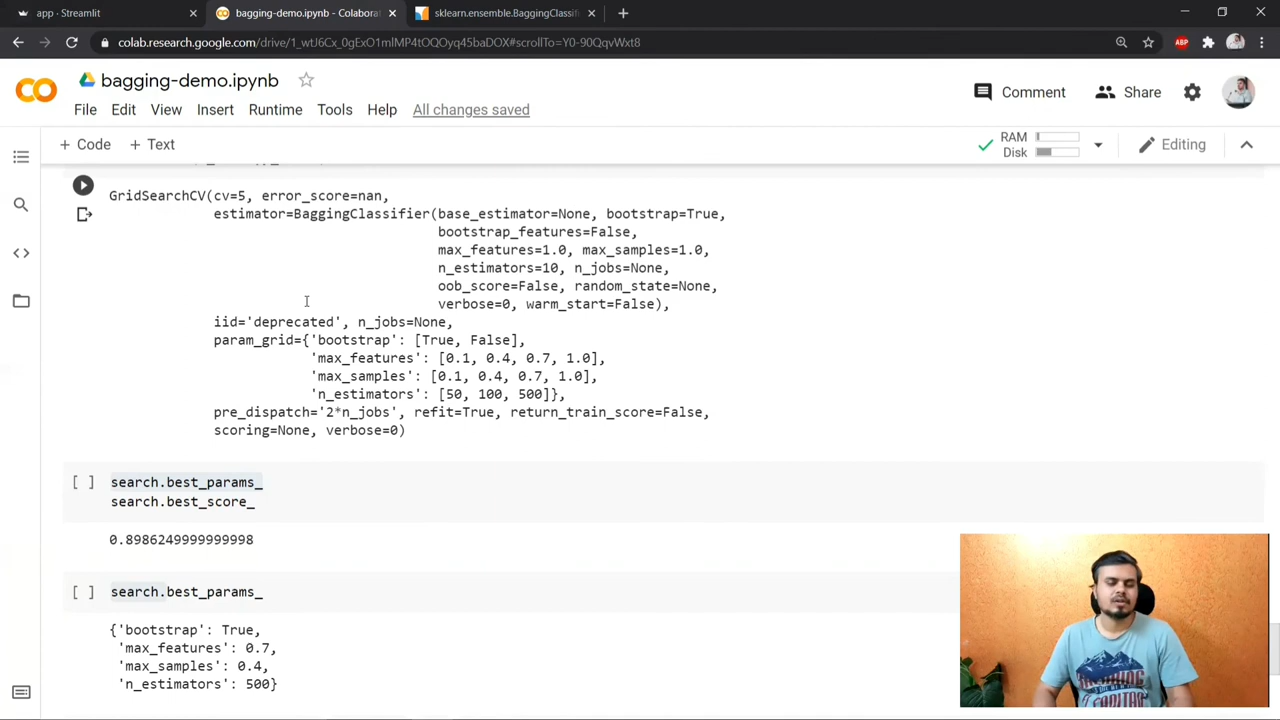 app · Streamlit
bagging-demo.ipynb - Colaborat
sklearn.ensemble.BaggingClassifi
colab.research.google.com/drive/1_wtJ6Cx_0gExO1mlMP4tOQOyq45baDOX#scrollTo=Y0-90QqvWxt8
ABP
bagging-demo.ipynb
File Edit View Insert Runtime Tools Help All changes saved
Comment Share
+ Code + Text
RAM
Disk
Editing
GridSearchCV(cv=5, error_score=nan,
estimator=BaggingClassifier(base_estimator=None, bootstrap=True,
bootstrap_features=False,
max_features=1.0, max_samples=1.0,
n_estimators=10, n_jobs=None,
oob_score=False, random_state=None,
verbose=0, warm_start=False),
iid='deprecated', n_jobs=None,
param_grid={'bootstrap': [True, False],
'max_features': [0.1, 0.4, 0.7, 1.0],
'max_samples': [0.1, 0.4, 0.7, 1.0],
'n_estimators': [50, 100, 500]},
pre_dispatch='2*n_jobs', refit=True, return_train_score=False,
scoring=None, verbose=0)
[ ] search.best_params_
search.best_score_
0.8986249999999998
[ ] search.best_params_
{'bootstrap': True,
'max_features': 0.7,
'max_samples': 0.4,
'n_estimators': 500}